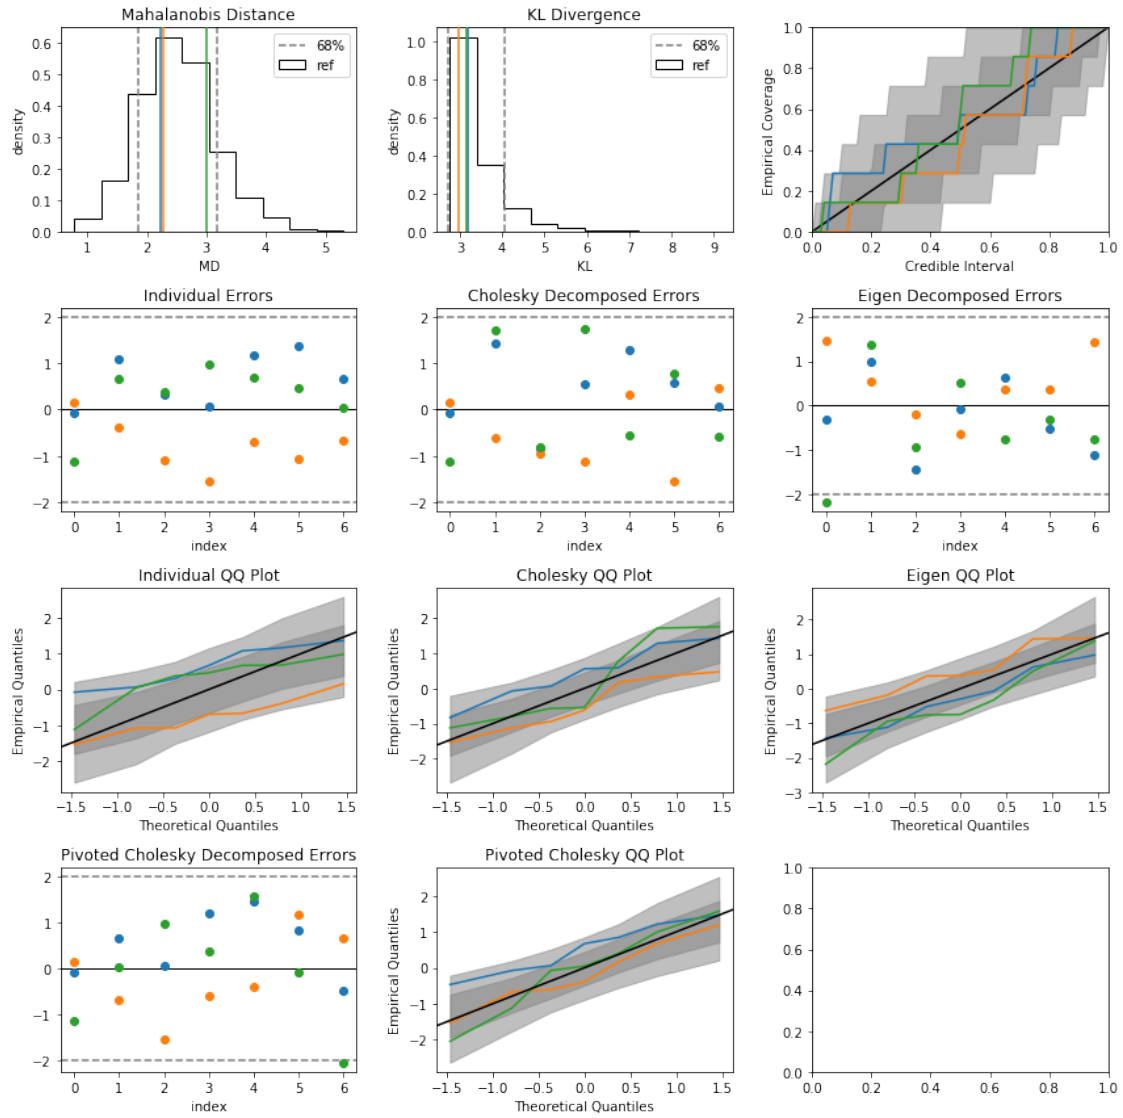 Mahalanobis Distance
density
0.6
0.5
0.4
0.3
0.2
0.1
0.0
68%
ref
1 2 3 4 5
MD
KL Divergence
density
1.0
0.8
0.6
0.4
0.2
0.0
68%
ref
3 4 5 6 7 8 9
KL
Empirical Coverage
1.0
0.8
0.6
0.4
0.2
0.0
0.0 0.2 0.4 0.6 0.8 1.0
Credible Interval
Individual Errors
2
1
0
−1
−2
0 1 2 3 4 5 6
index
Cholesky Decomposed Errors
2
1
0
−1
−2
0 1 2 3 4 5 6
index
Eigen Decomposed Errors
2
1
0
−1
−2
0 1 2 3 4 5 6
index
Individual QQ Plot
Empirical Quantiles
2
1
0
−1
−2
−1.5 −1.0 −0.5 0.0 0.5 1.0 1.5
Theoretical Quantiles
Cholesky QQ Plot
Empirical Quantiles
2
1
0
−1
−2
−1.5 −1.0 −0.5 0.0 0.5 1.0 1.5
Theoretical Quantiles
Eigen QQ Plot
Empirical Quantiles
2
1
0
−1
−2
−3
−1.5 −1.0 −0.5 0.0 0.5 1.0 1.5
Theoretical Quantiles
Pivoted Cholesky Decomposed Errors
2
1
0
−1
−2
0 1 2 3 4 5 6
index
Pivoted Cholesky QQ Plot
Empirical Quantiles
2
1
0
−1
−2
−1.5 −1.0 −0.5 0.0 0.5 1.0 1.5
Theoretical Quantiles
1.0
0.8
0.6
0.4
0.2
0.0
0.0 0.2 0.4 0.6 0.8 1.0